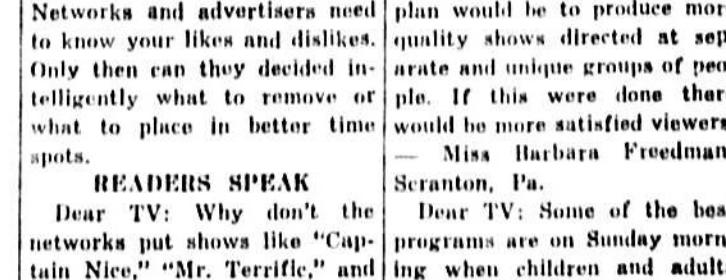 Networks and advertisers need
to know your likes and dislikes.
Only then can they decided in-
telligently what to remove or
what to place in better time
spots.
READERS SPEAK
Dear TV: Why don't the
networks put shows like "Cap-
tain Nice," "Mr. Terrific," and
plan would be to produce mor
quality shows directed at sep
arate and unique groups of peo
ple. If this were done ther
would be more satisfied viewers
— Miss Barbara Freedman
Scranton, Pa.
Dear TV: Some of the bes
programs are on Sunday morn
ing when children and adult